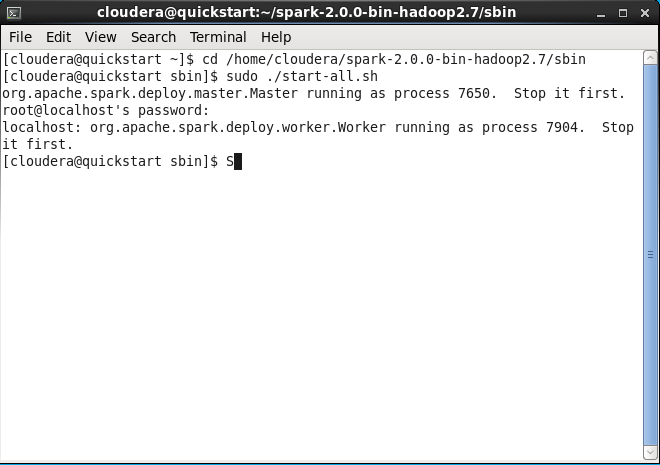 cloudera@quickstart:~/spark-2.0.0-bin-hadoop2.7/sbin
File Edit View Search Terminal Help
[cloudera@quickstart ~]$ cd /home/cloudera/spark-2.0.0-bin-hadoop2.7/sbin
[cloudera@quickstart sbin]$ sudo ./start-all.sh
org.apache.spark.deploy.master.Master running as process 7650.  Stop it first.
root@localhost's password:
localhost: org.apache.spark.deploy.worker.Worker running as process 7904.  Stop
it first.
[cloudera@quickstart sbin]$ S